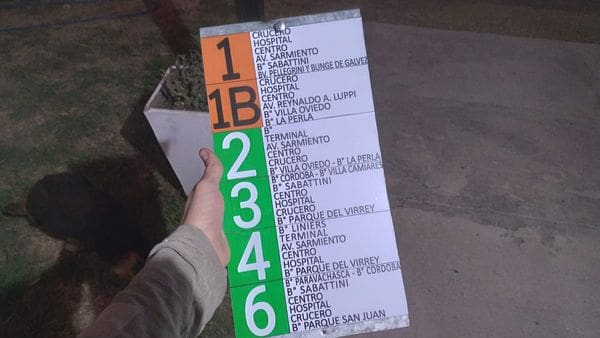 1
CRUCERO
HOSPITAL
CENTRO
AV. SARMIENTO
B° SABATTINI
BV. PELLEGRINI Y BUNGE DE GALVEZ
1B
CRUCERO
HOSPITAL
CENTRO
AV. REYNALDO A. LUPPI
B° VILLA OVIEDO
B° LA PERLA
2
B°
TERMINAL
AV. SARMIENTO
CENTRO
CRUCERO
B° VILLA OVIEDO - B° LA PERLA
3
B° CORDOBA - B° VILLA CAMIARES
B° SABATTINI
CENTRO
HOSPITAL
CRUCERO
B° PARQUE DEL VIRREY
4
B° LINIERS
TERMINAL
AV. SARMIENTO
CENTRO
HOSPITAL
B° PARQUE DEL VIRREY
6
B° PARAVACHASCA - B° CORDOBA
B° SABATTINI
CENTRO
HOSPITAL
CRUCERO
B° PARQUE SAN JUAN